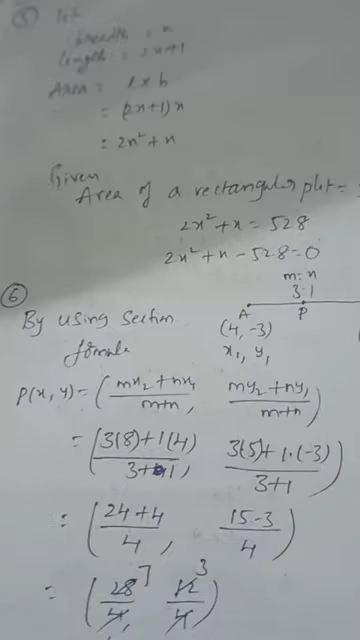 ⑤ Let
breadth = x
length = 2x+1
Area = l x b
= (2x+1)x
= 2x² + x
Given
Area of a rectangular plot =
2x² + x = 528
2x² + x - 528 = 0
m: n
3:1
⑥
A P
By using section (4, -3)
formula x₁, y₁
P(x, y) = (mx₂+nx₁/m+n, my₂+ny₁/m+n)
= (3(8)+1(4)/3+1, 3(5)+1·(-3)/3+1)
= (24+4/4, 15-3/4)
= (28/4, 12/4) 7 3